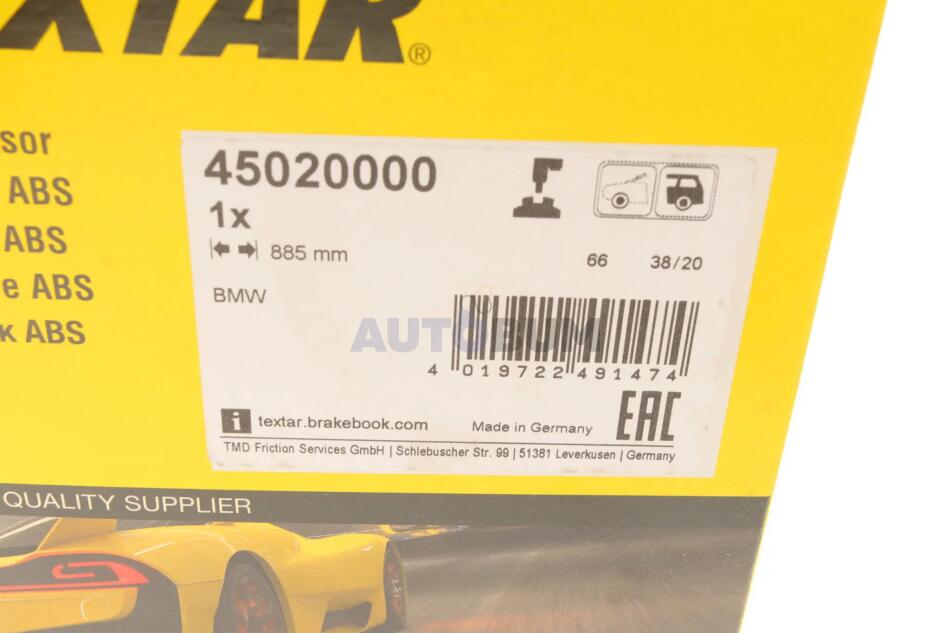 XTAR®
sor
ABS
ABS
e ABS
к ABS
45020000
1x
885 mm
66 38/20
BMW
AUTOBUM
4 019722 491474
i textar.brakebook.com
Made in Germany
EAC
TMD Friction Services GmbH | Schlebuscher Str. 99 | 51381 Leverkusen | Germany
QUALITY SUPPLIER